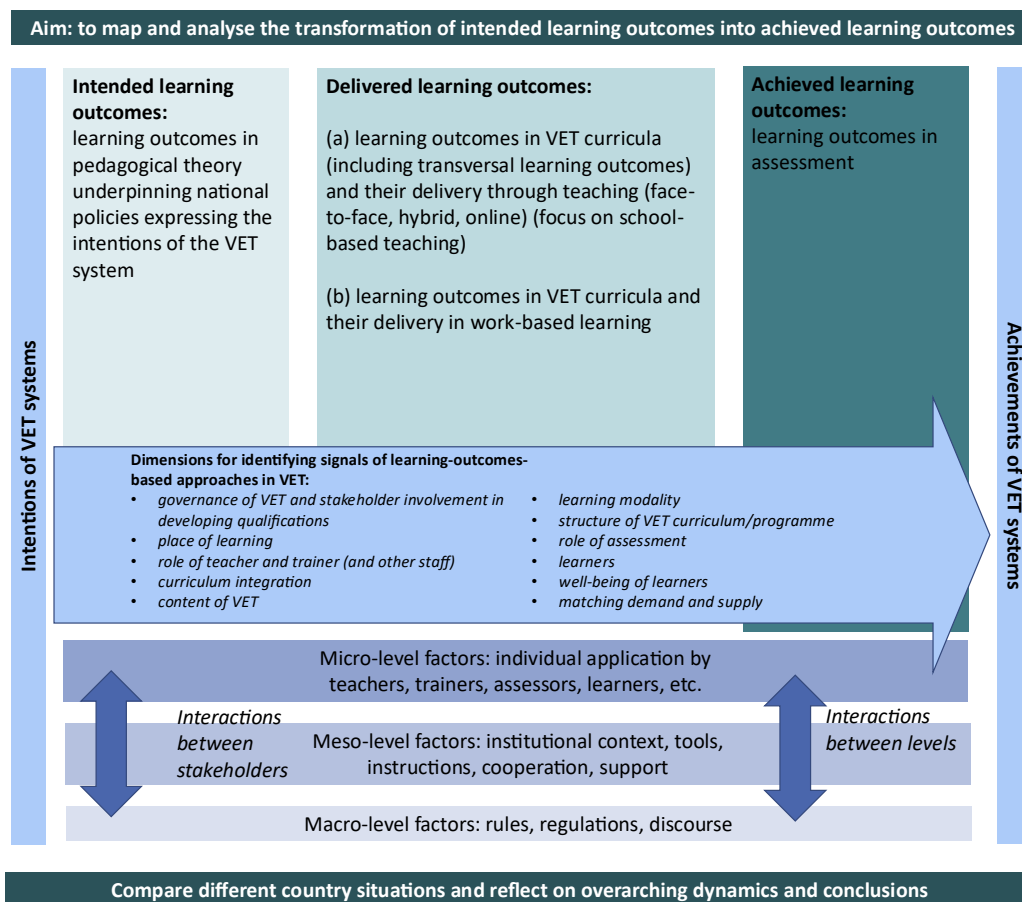 Aim: to map and analyse the transformation of intended learning outcomes into achieved learning outcomes
Intentions of VET systems
Intended learning
outcomes:
learning outcomes in
pedagogical theory
underpinning national
policies expressing the
intentions of the VET
system
Delivered learning outcomes:
(a) learning outcomes in VET curricula
(including transversal learning outcomes)
and their delivery through teaching (face-
to-face, hybrid, online) (focus on school-
based teaching)
(b) learning outcomes in VET curricula and
their delivery in work-based learning
Achieved learning
outcomes:
learning outcomes in
assessment
Achievements of VET systems
Dimensions for identifying signals of learning-outcomes-
based approaches in VET:
• governance of VET and stakeholder involvement in
developing qualifications
• place of learning
• role of teacher and trainer (and other staff)
• curriculum integration
• content of VET
• learning modality
• structure of VET curriculum/programme
• role of assessment
• learners
• well-being of learners
• matching demand and supply
Micro-level factors: individual application by
teachers, trainers, assessors, learners, etc.
Interactions
between
stakeholders
Meso-level factors: institutional context, tools,
instructions, cooperation, support
Interactions
between levels
Macro-level factors: rules, regulations, discourse
Compare different country situations and reflect on overarching dynamics and conclusions